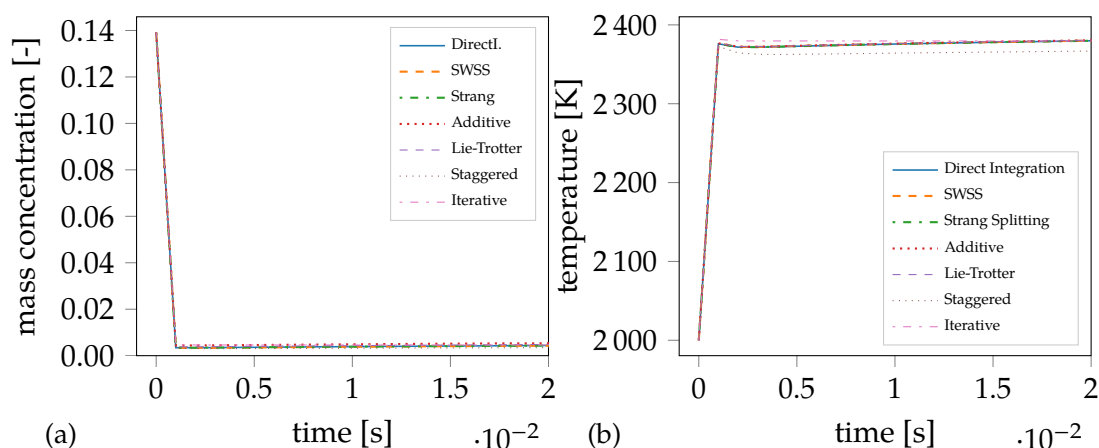 mass concentration [-]
0.14
0.12
0.10
0.08
0.06
0.04
0.02
0.00
DirectI.
SWSS
Strang
Additive
Lie-Trotter
Staggered
Iterative
0 0.5 1 1.5 2
(a) time [s] ·10⁻²
temperature [K]
2 400
2 300
2 200
2 100
2 000
Direct Integration
SWSS
Strang Splitting
Additive
Lie-Trotter
Staggered
Iterative
0 0.5 1 1.5 2
(b) time [s] ·10⁻²